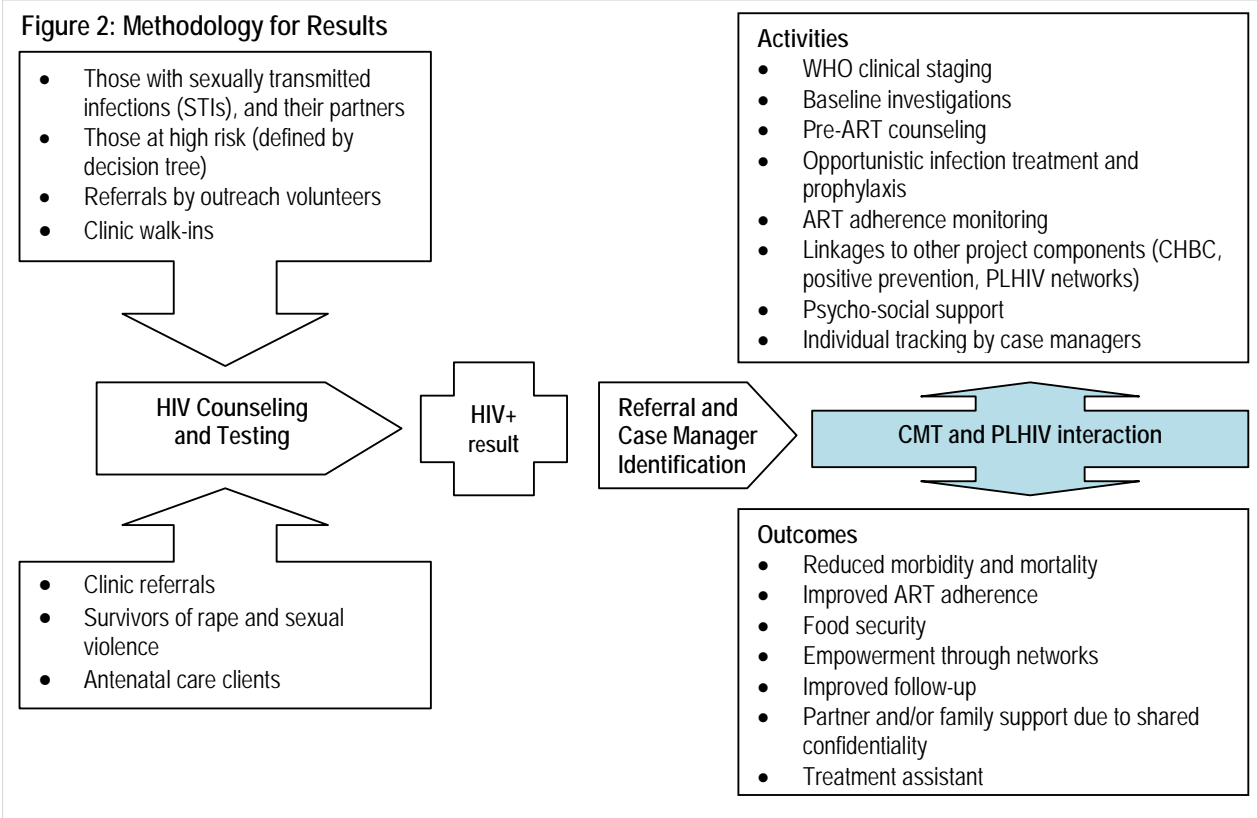 Figure 2: Methodology for Results
• Those with sexually transmitted
infections (STIs), and their partners
• Those at high risk (defined by
decision tree)
• Referrals by outreach volunteers
• Clinic walk-ins
HIV Counseling
and Testing
• Clinic referrals
• Survivors of rape and sexual
violence
• Antenatal care clients
HIV+
result
Referral and
Case Manager
Identification
Activities
• WHO clinical staging
• Baseline investigations
• Pre-ART counseling
• Opportunistic infection treatment and
prophylaxis
• ART adherence monitoring
• Linkages to other project components (CHBC,
positive prevention, PLHIV networks)
• Psycho-social support
• Individual tracking by case managers
CMT and PLHIV interaction
Outcomes
• Reduced morbidity and mortality
• Improved ART adherence
• Food security
• Empowerment through networks
• Improved follow-up
• Partner and/or family support due to shared
confidentiality
• Treatment assistant